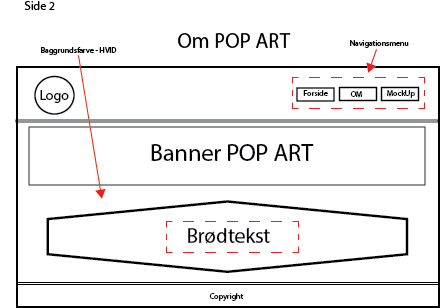 Side 2
Om POP ART
Baggrundsfarve - HVID
Navigationsmenu
Logo
Forside
OM
MockUp
Banner POP ART
Brødtekst
Copyright